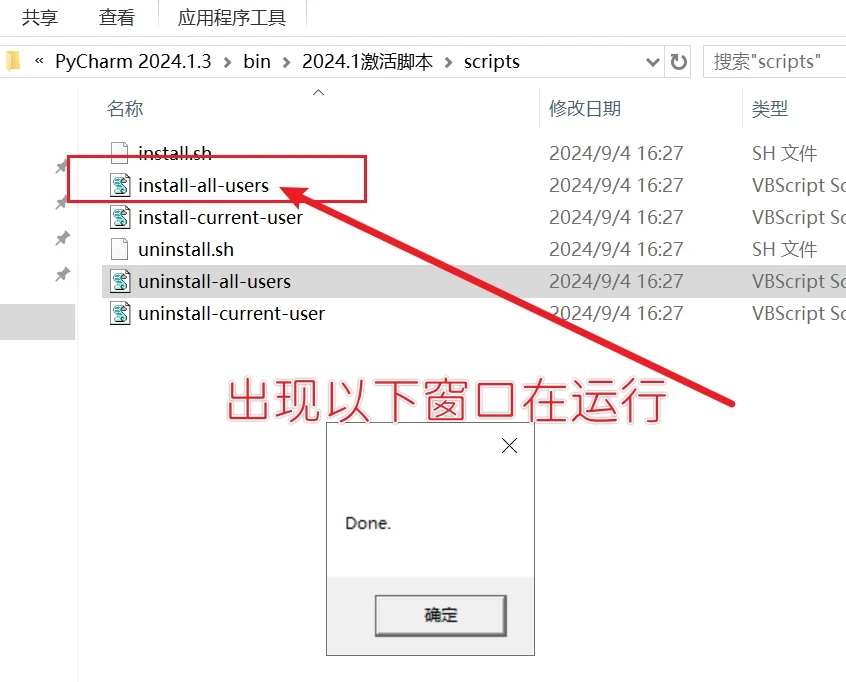 共享 查看 应用程序工具
« PyCharm 2024.1.3 › bin › 2024.1激活脚本 › scripts 搜索"scripts"
名称 修改日期 类型
install.sh 2024/9/4 16:27 SH 文件
install-all-users 2024/9/4 16:27 VBScript Sc
install-current-user 2024/9/4 16:27 VBScript Sc
uninstall.sh 2024/9/4 16:27 SH 文件
uninstall-all-users 2024/9/4 16:27 VBScript Sc
uninstall-current-user 2024/9/4 16:27 VBScript Sc
出现以下窗口在运行
Done.
确定